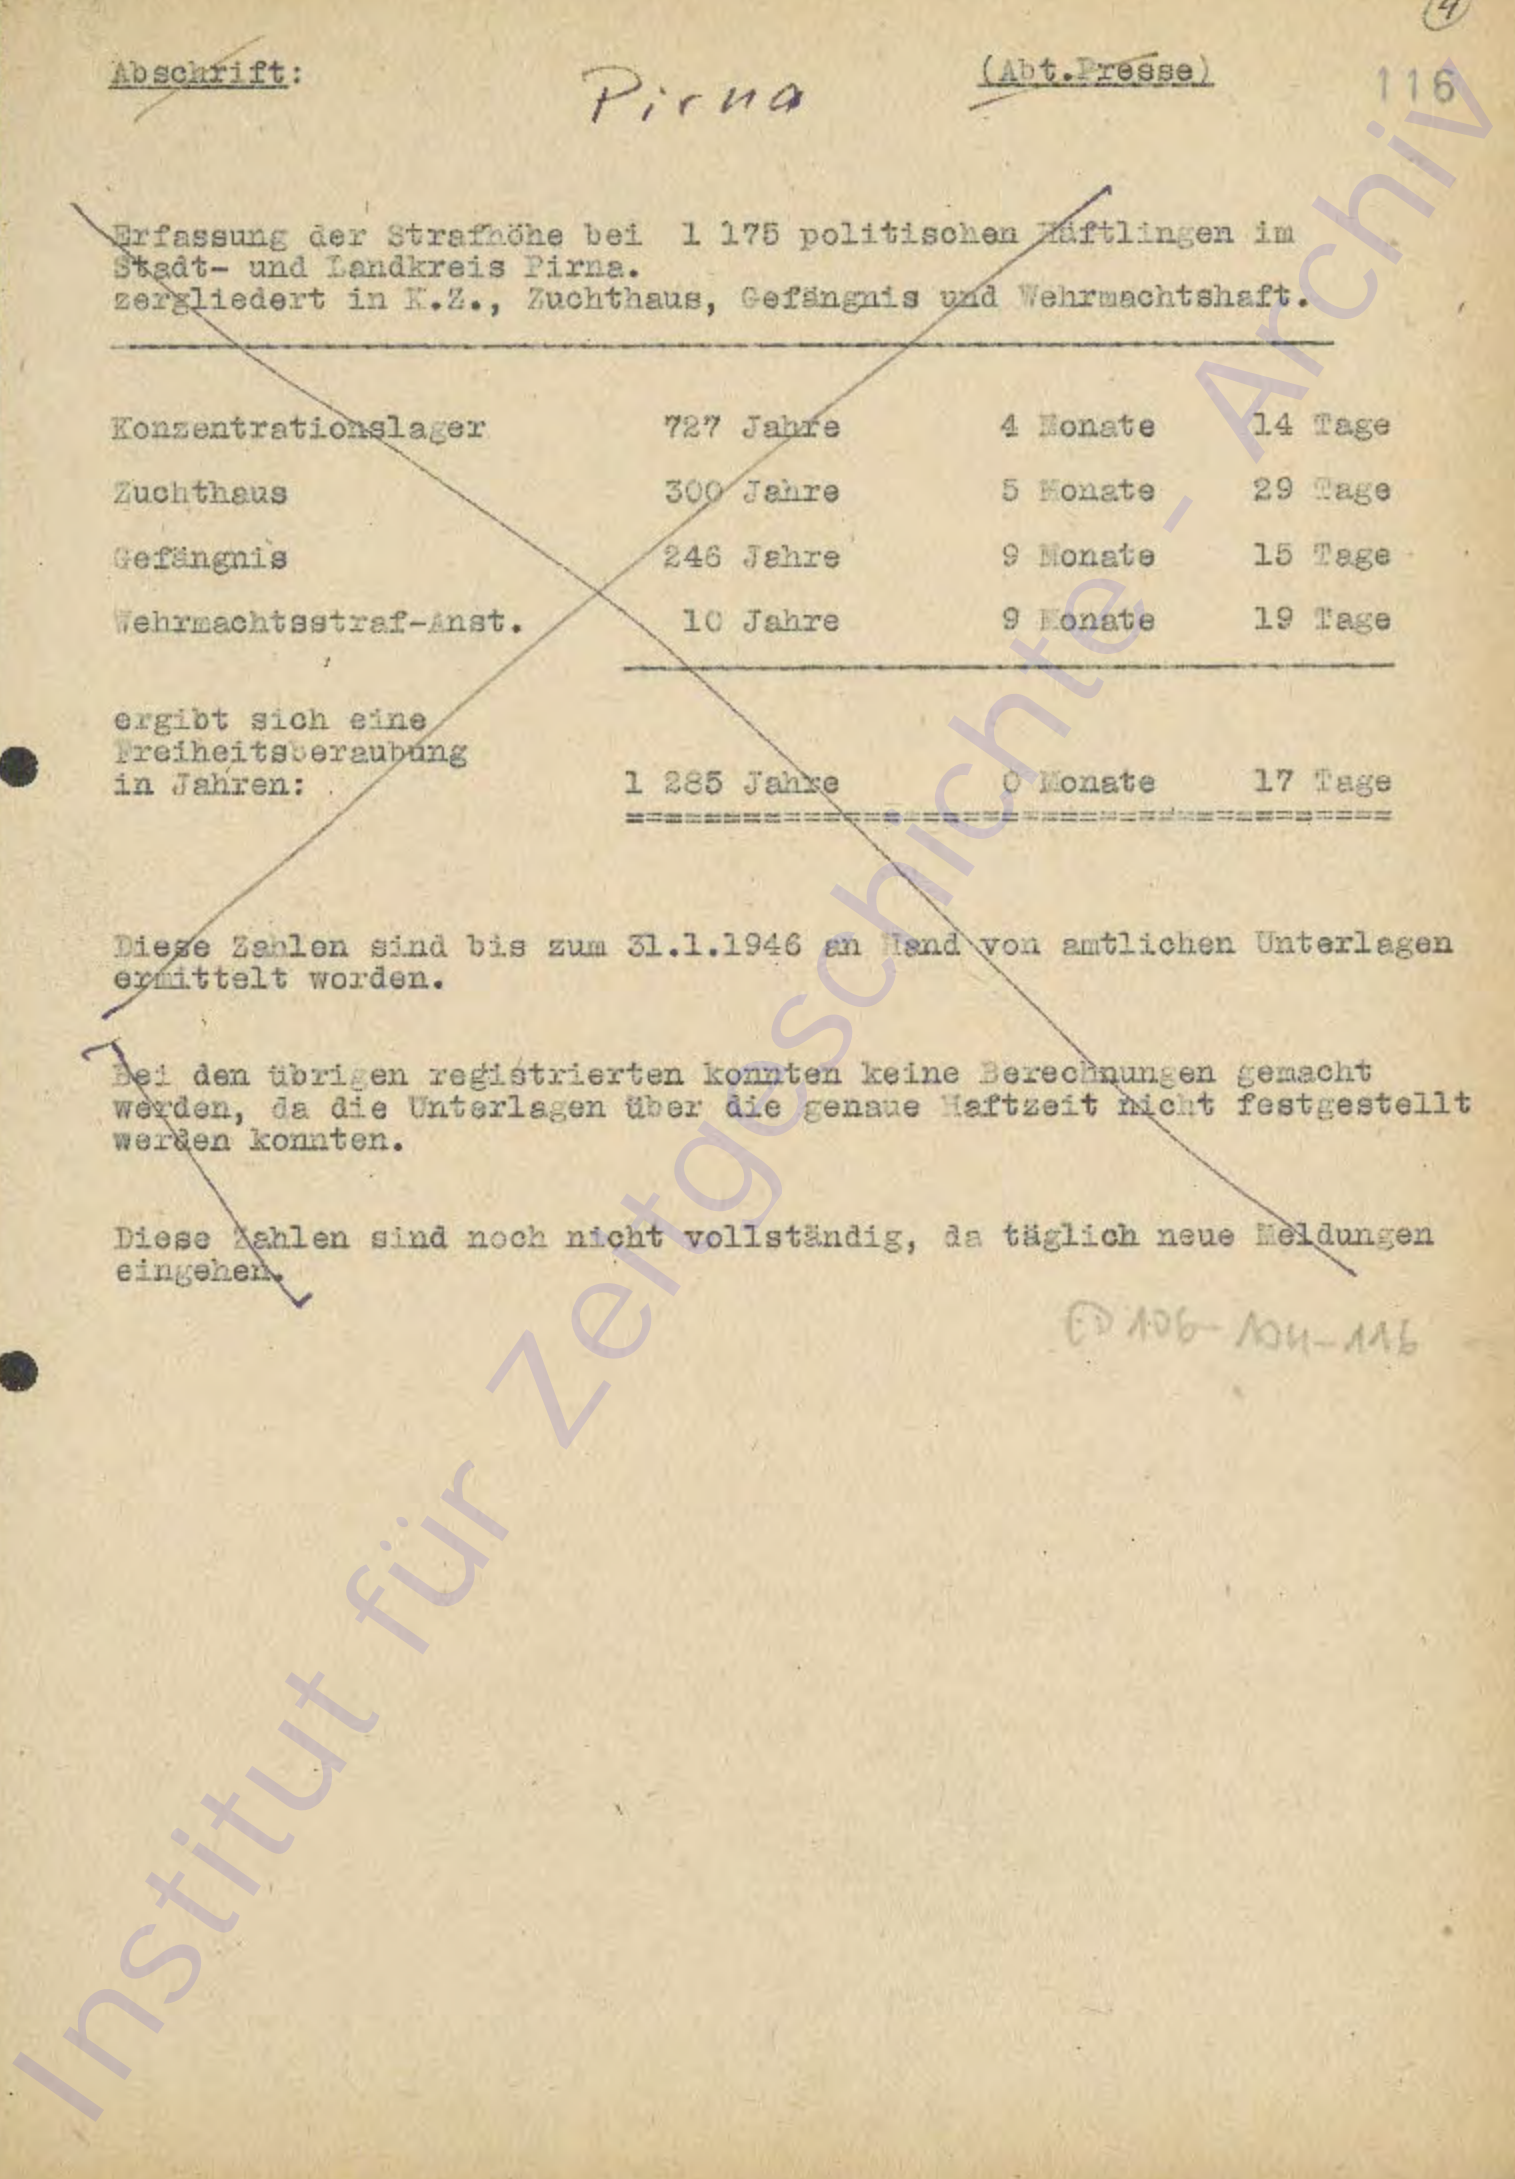 4
Abschrift:
Pirna
(Abt.Presse)
116
Erfassung der Strafhöhe bei 1 175 politischen Häftlingen im
Stadt- und Landkreis Pirna.
zergliedert in K.Z., Zuchthaus, Gefängnis und Wehrmachtshaft.
Konzentrationslager 727 Jahre 4 Monate 14 Tage
Zuchthaus 300 Jahre 5 Monate 29 Tage
Gefängnis 246 Jahre 9 Monate 15 Tage
Wehrmachtsstraf-Anst. 10 Jahre 9 Monate 19 Tage
ergibt sich eine
Freiheitsberaubung
in Jahren: 1 285 Jahre 0 Monate 17 Tage
Diese Zahlen sind bis zum 31.1.1946 an Hand von amtlichen Unterlagen
ermittelt worden.
Bei den übrigen registrierten konnten keine Berechnungen gemacht
werden, da die Unterlagen über die genaue Haftzeit nicht festgestellt
werden konnten.
Diese Zahlen sind noch nicht vollständig, da täglich neue Meldungen
eingehen.
ED 106-104-116
Institut für Zeitgeschichte - Archiv